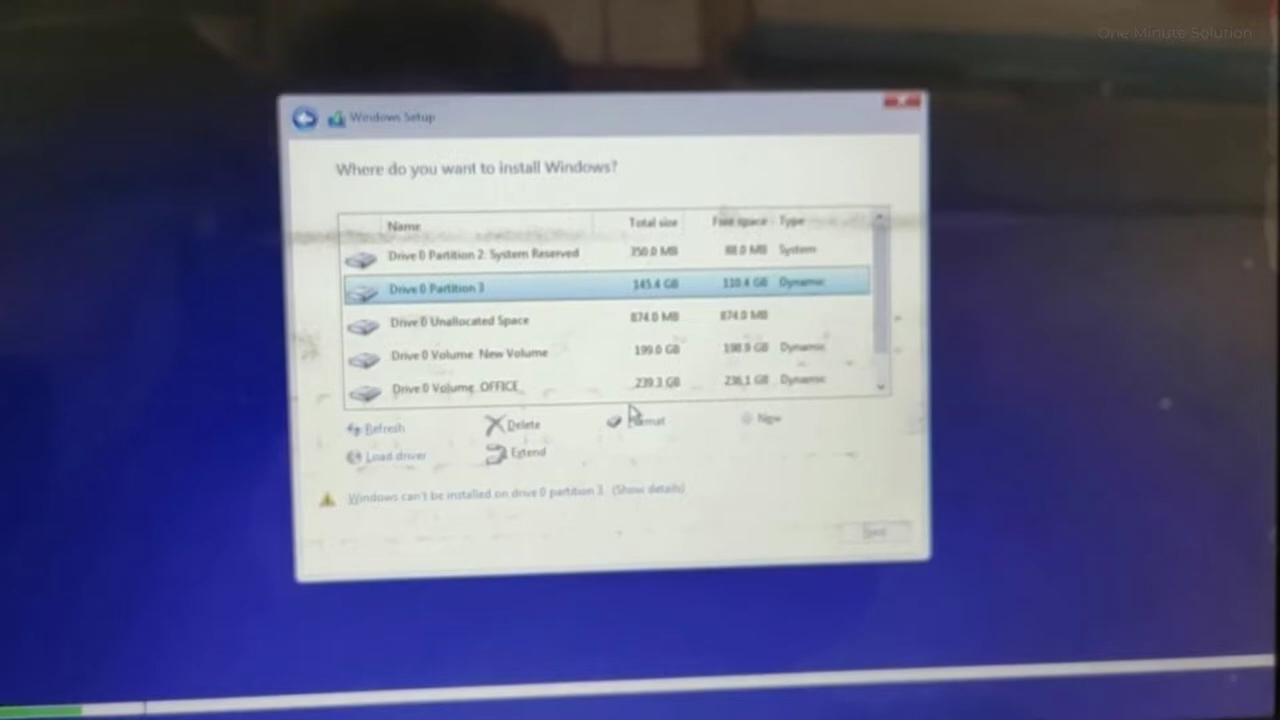 One Minute Solution
Windows Setup
Where do you want to install Windows?
Name Total size Free space Type
Drive 0 Partition 2: System Reserved 350.0 MB 88.0 MB System
Drive 0 Partition 3 145.4 GB 110.4 GB Dynamic
Drive 0 Unallocated Space 874.0 MB 874.0 MB
Drive 0 Volume New Volume 199.0 GB 198.9 GB Dynamic
Drive 0 Volume OFFICE 239.3 GB 236.1 GB Dynamic
Refresh Delete Format New
Load driver Extend
Windows can't be installed on drive 0 partition 3. (Show details)
Next